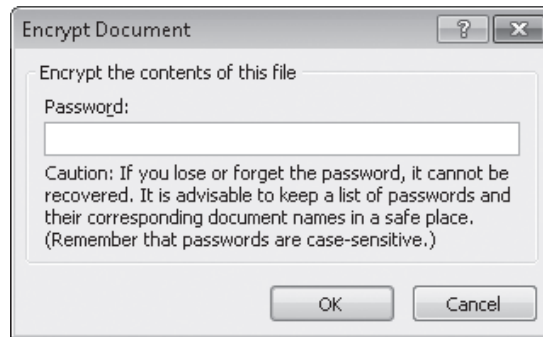 Encrypt Document
Encrypt the contents of this file
Password:
Caution: If you lose or forget the password, it cannot be
recovered. It is advisable to keep a list of passwords and
their corresponding document names in a safe place.
(Remember that passwords are case-sensitive.)
OK
Cancel